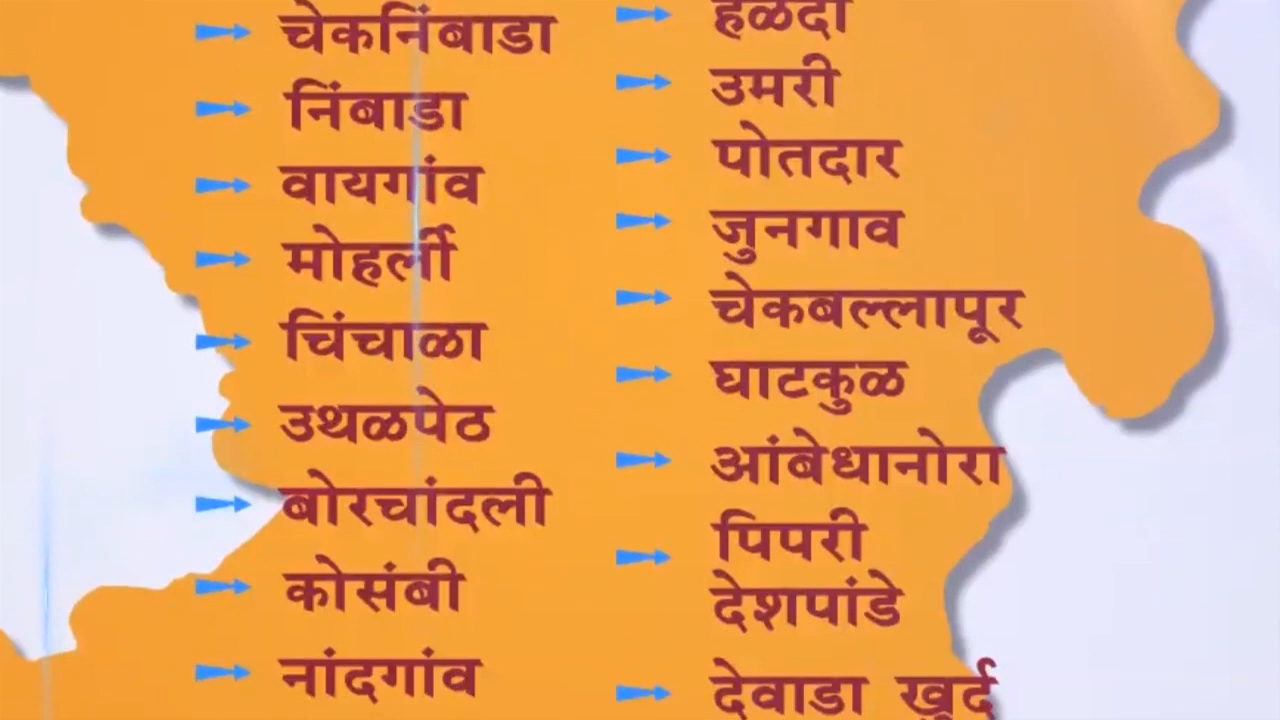 चेकनिंबाडा
निंबाडा
वायगांव
मोहर्ली
चिंचाळा
उथळपेठ
बोरचांदली
कोसंबी
नांदगांव
हळदा
उमरी
पोतदार
जुनगाव
चेकबल्लापूर
घाटकुळ
आंबेधानोरा
पिपरी
देशपांडे
देवाडा खुर्द